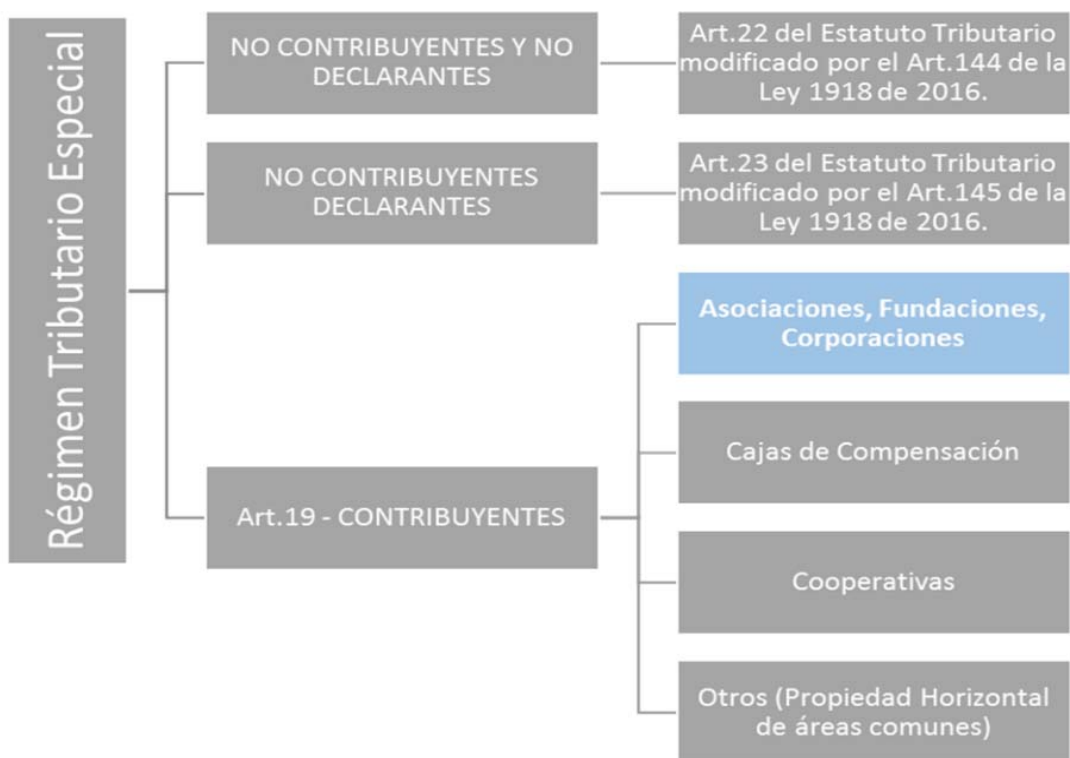 Régimen Tributario Especial
NO CONTRIBUYENTES Y NO
DECLARANTES
Art.22 del Estatuto Tributario
modificado por el Art.144 de la
Ley 1918 de 2016.
NO CONTRIBUYENTES
DECLARANTES
Art.23 del Estatuto Tributario
modificado por el Art.145 de la
Ley 1918 de 2016.
Art.19 - CONTRIBUYENTES
Asociaciones, Fundaciones,
Corporaciones
Cajas de Compensación
Cooperativas
Otros (Propiedad Horizontal
de áreas comunes)